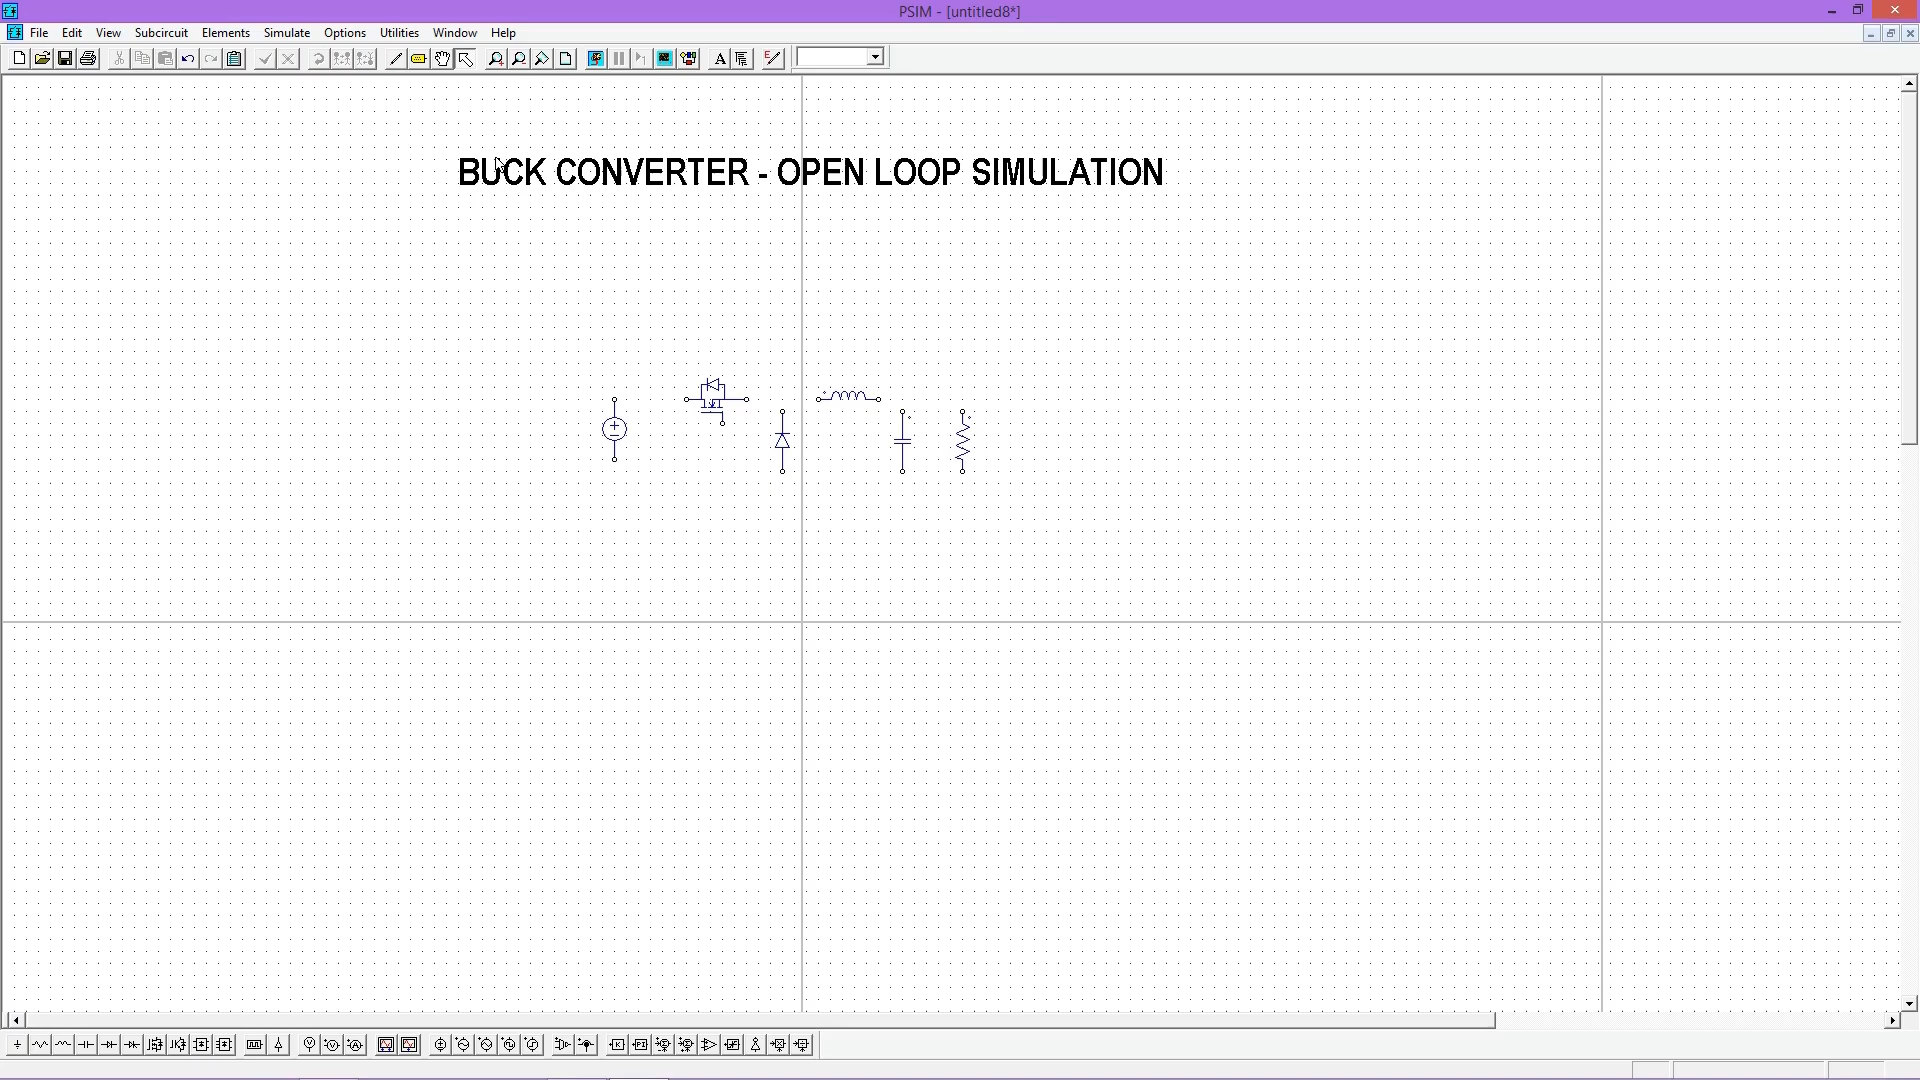 PSIM - [untitled8*]
File Edit View Subcircuit Elements Simulate Options Utilities Window Help
BUCK CONVERTER - OPEN LOOP SIMULATION